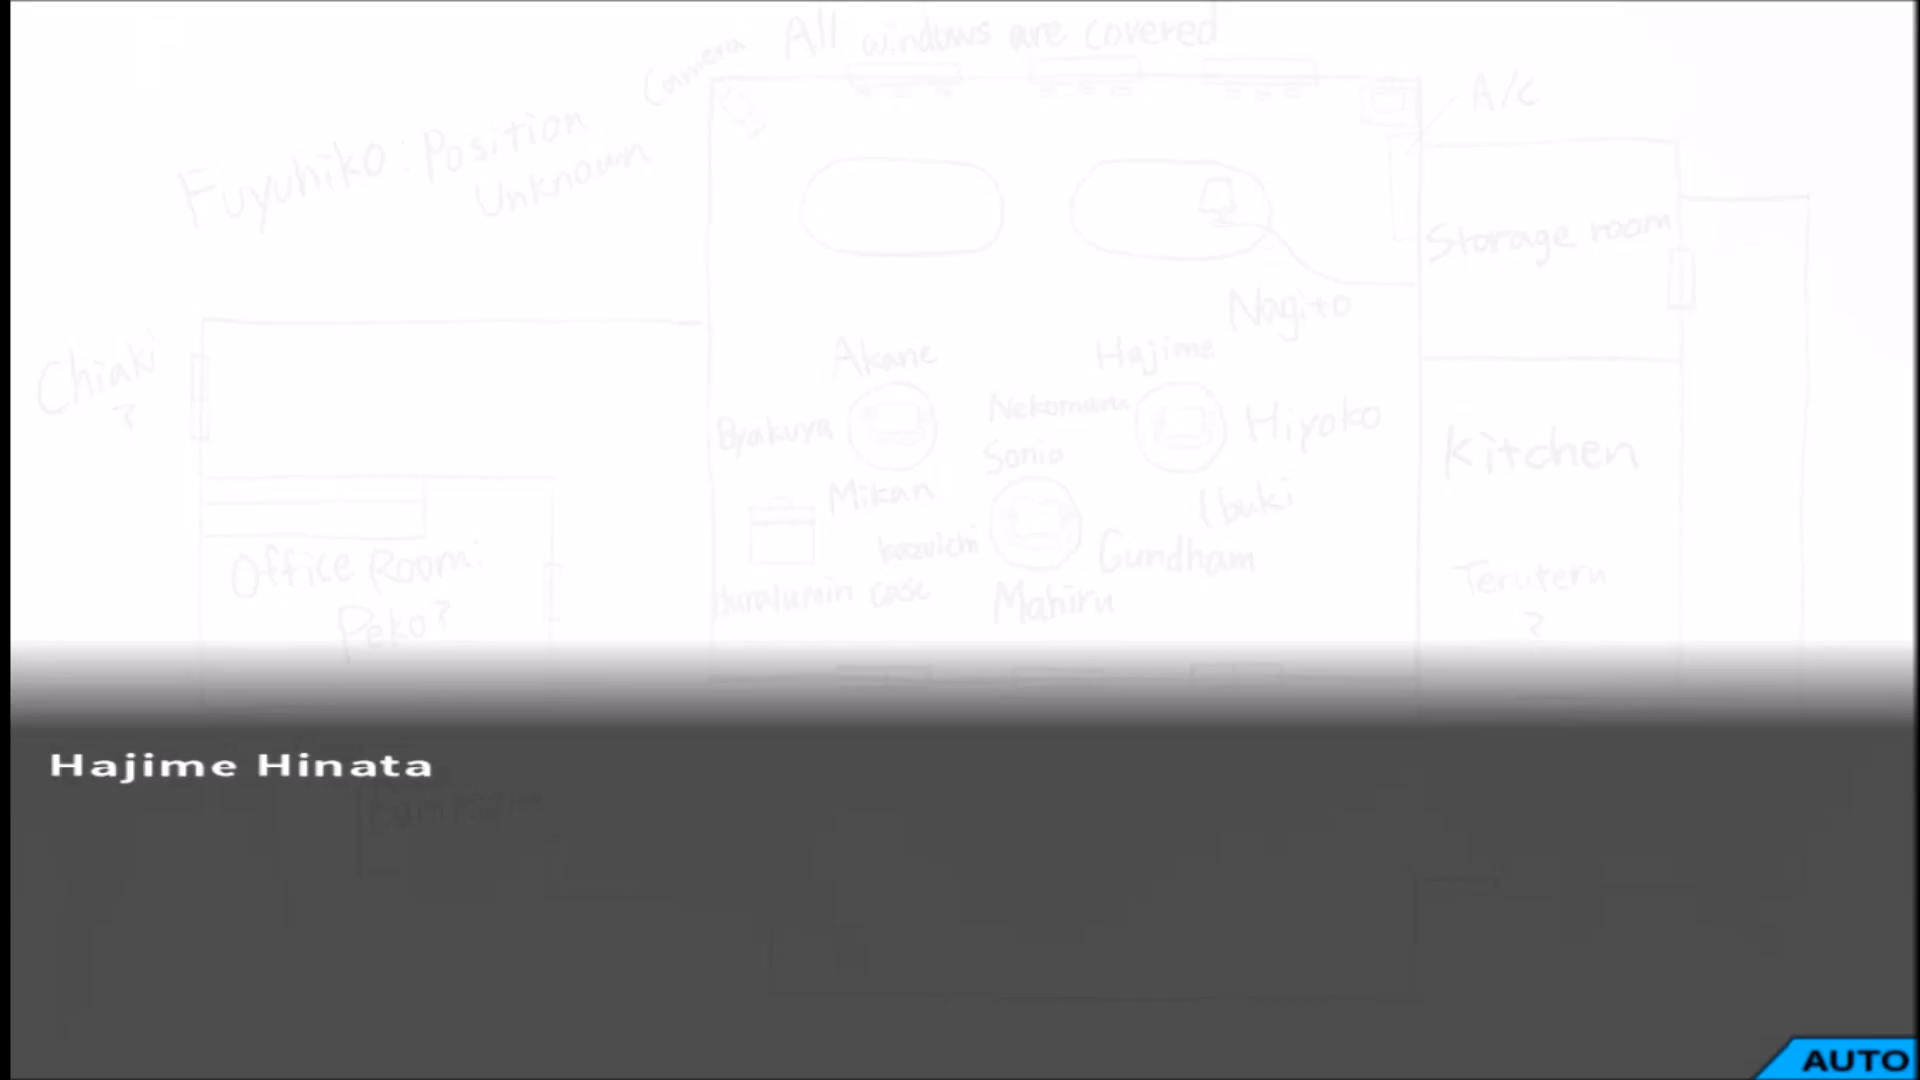 All windows are covered
Camera
A/C
Fuyuhiko: Position
Unknown
Storage room
Nagito
Chiaki
?
Akane
Hajime
Nekomaru
Byakuya
Hiyoko
Sonia
Kitchen
Mikan
Ibuki
kazuichi
Gundham
Office Room:
Peko?
duralumin case
Mahiru
Teruteru
?
Hajime Hinata
AUTO